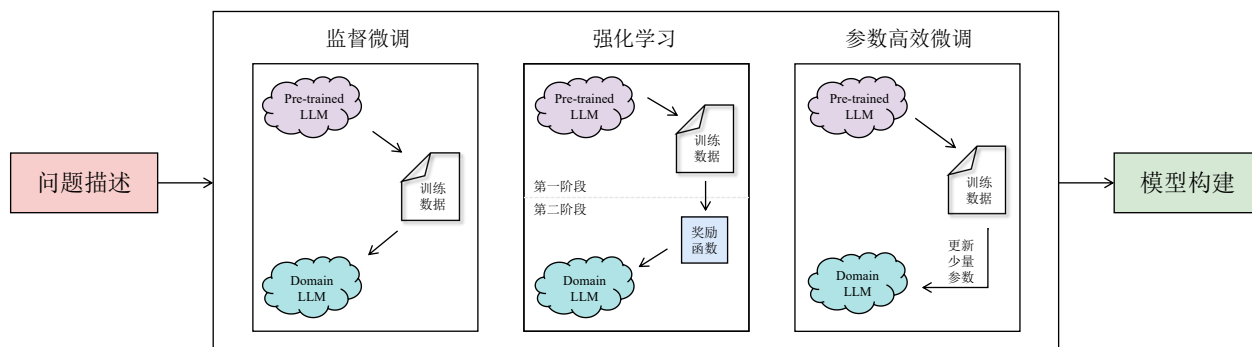 问题描述
监督微调
Pre-trained
LLM
训练
数据
Domain
LLM
强化学习
Pre-trained
LLM
训练
数据
第一阶段
第二阶段
奖励
函数
Domain
LLM
参数高效微调
Pre-trained
LLM
训练
数据
更新
少量
参数
Domain
LLM
模型构建